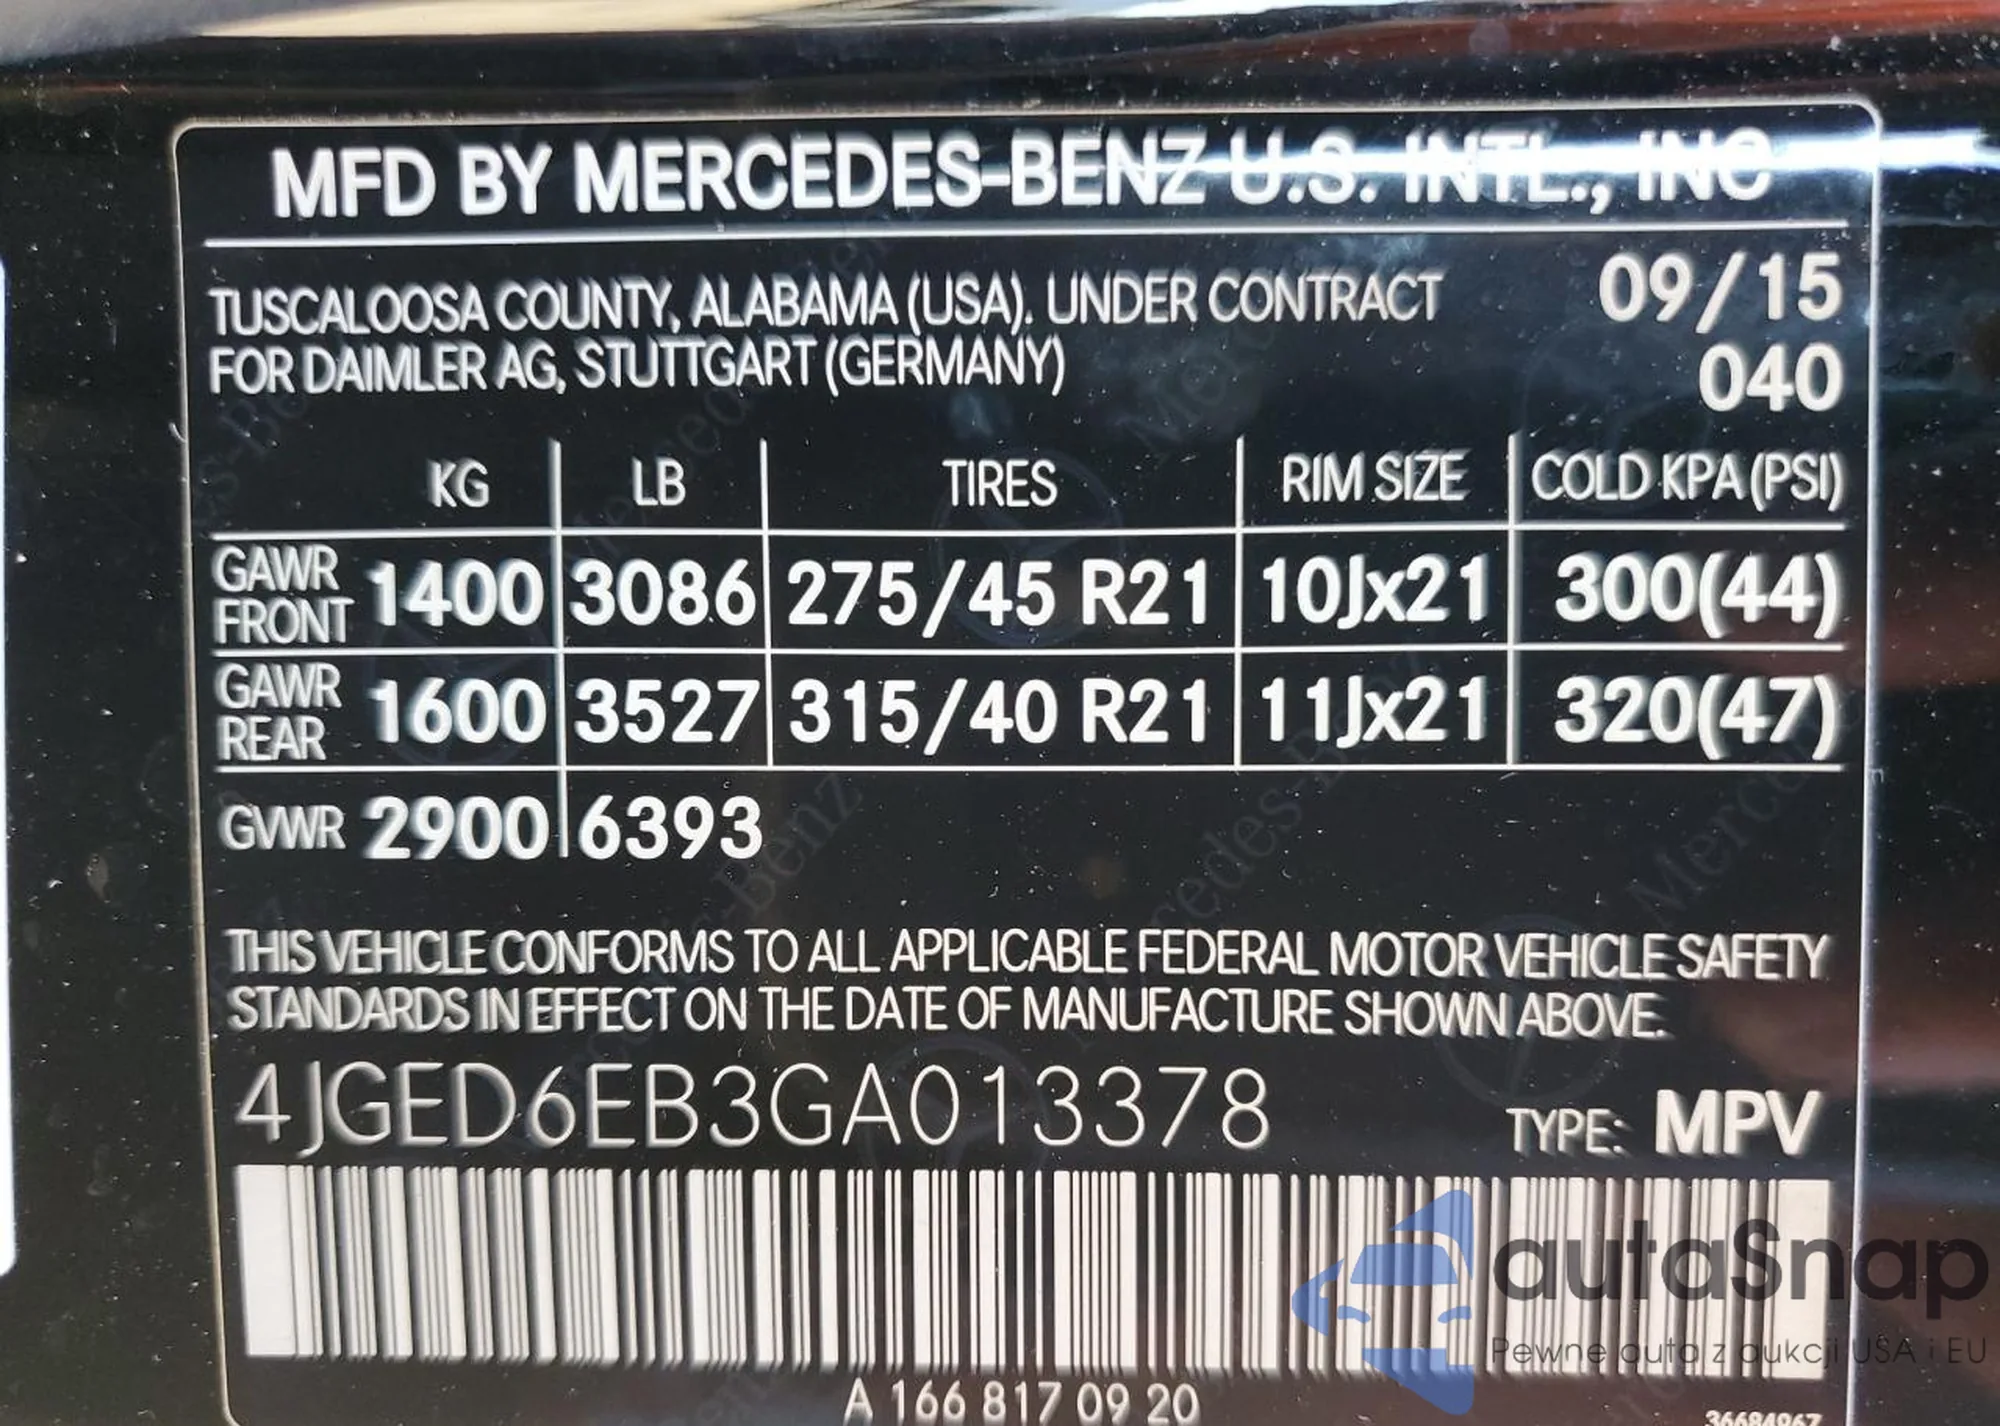 MFD BY MERCEDES-BENZ U.S. INTL., INC
TUSCALOOSA COUNTY, ALABAMA (USA), UNDER CONTRACT 09/15
FOR DAIMLER AG, STUTTGART (GERMANY) 040
KG LB TIRES RIM SIZE COLD KPA (PSI)
GAWR FRONT 1400 3086 275/45 R21 10Jx21 300(44)
GAWR REAR 1600 3527 315/40 R21 11Jx21 320(47)
GVWR 2900 6393
THIS VEHICLE CONFORMS TO ALL APPLICABLE FEDERAL MOTOR VEHICLE SAFETY
STANDARDS IN EFFECT ON THE DATE OF MANUFACTURE SHOWN ABOVE.
4JGED6EB3GA013378 TYPE: MPV
autaSnap
Pewne auta z aukcji USA i EU
A 166 817 09 20
36684967